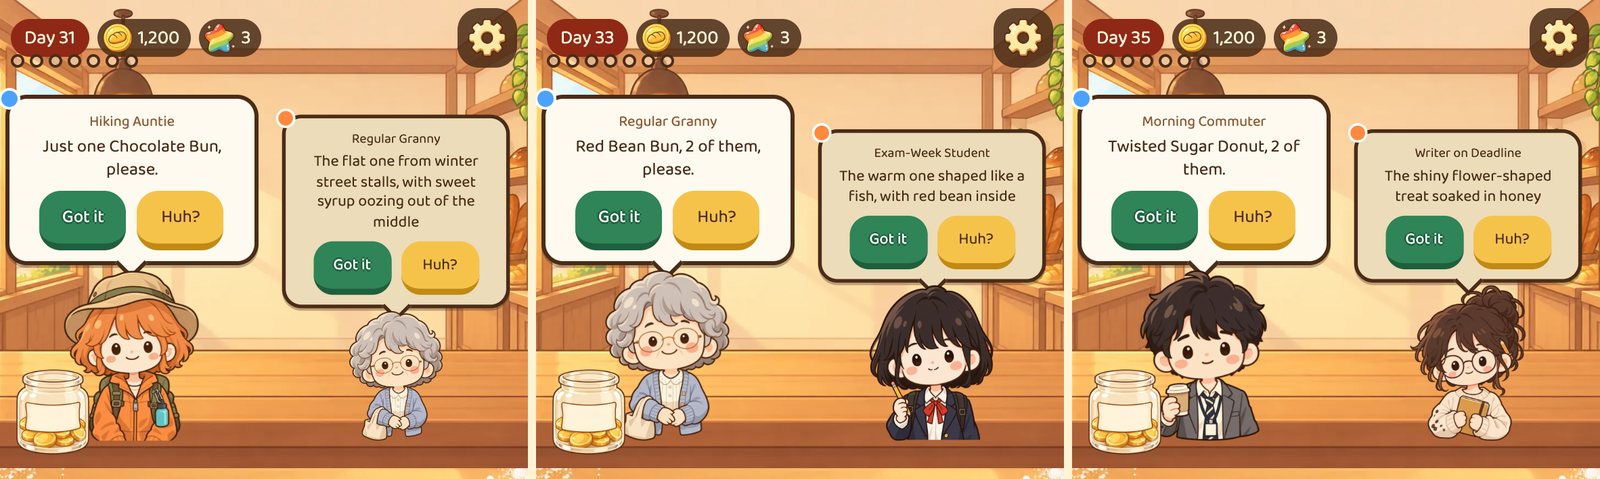 Day 31
1,200
3
Hiking Auntie
Just one Chocolate Bun,
please.
Got it
Huh?
Regular Granny
The flat one from winter
street stalls, with sweet
syrup oozing out of the
middle
Got it
Huh?
Day 33
1,200
3
Regular Granny
Red Bean Bun, 2 of them,
please.
Got it
Huh?
Exam-Week Student
The warm one shaped like a
fish, with red bean inside
Got it
Huh?
Day 35
1,200
3
Morning Commuter
Twisted Sugar Donut, 2 of
them.
Got it
Huh?
Writer on Deadline
The shiny flower-shaped
treat soaked in honey
Got it
Huh?